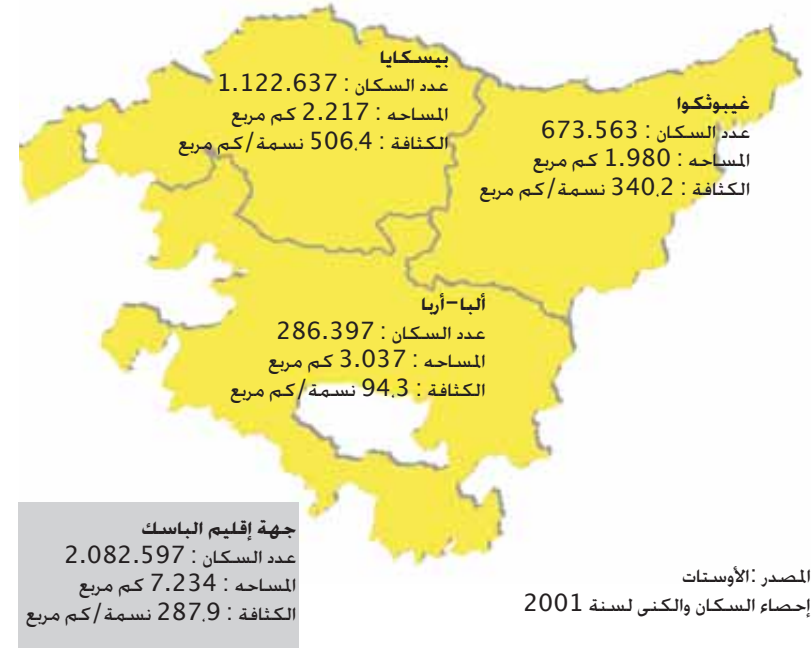 بيسكايا
عدد السكان : 1.122.637
المساحه : 2.217 كم مربع
الكثافة : 506,4 نسمة/كم مربع
غيبوثكوا
عدد السكان : 673.563
المساحه : 1.980 كم مربع
الكثافة : 340,2 نسمة/كم مربع
ألبا-أربا
عدد السكان : 286.397
المساحه : 3.037 كم مربع
الكثافة : 94,3 نسمة/كم مربع
جهة إقليم الباسك
عدد السكان : 2.082.597
المساحه : 7.234 كم مربع
الكثافة : 287,9 نسمة/كم مربع
المصدر :الأوستات
إحصاء السكان والكنى لسنة 2001